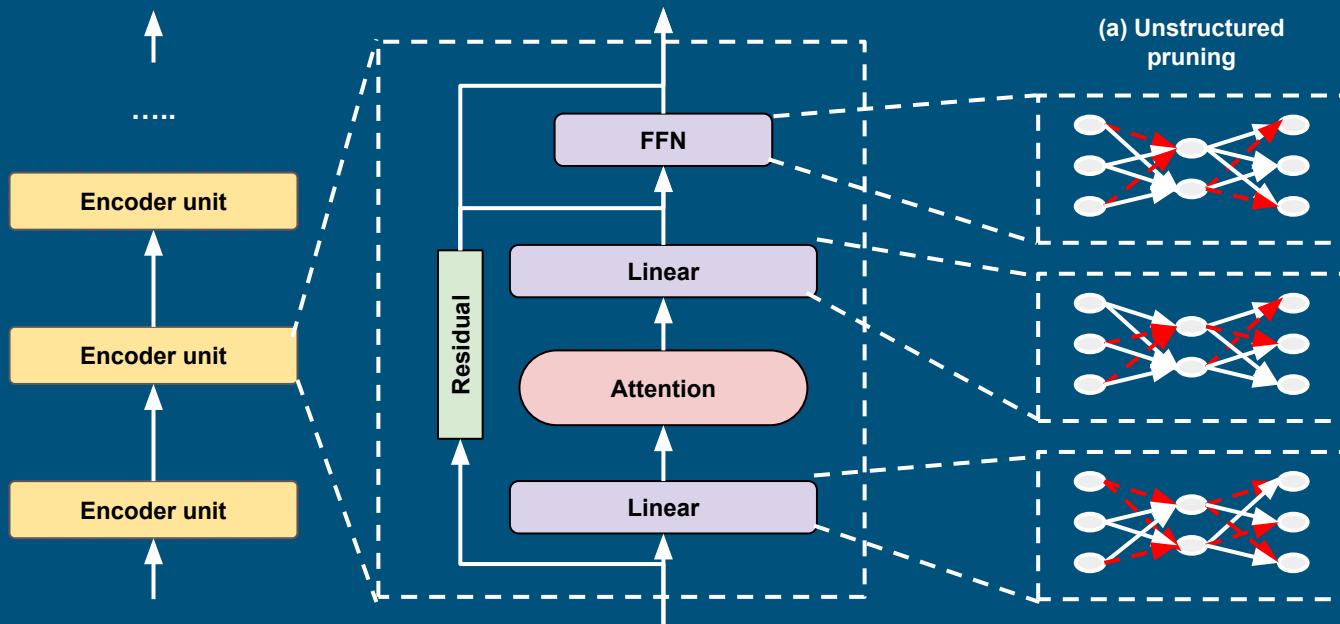 (a) Unstructured
pruning
.....
FFN
Encoder unit
Linear
Residual
Encoder unit
Attention
Encoder unit
Linear